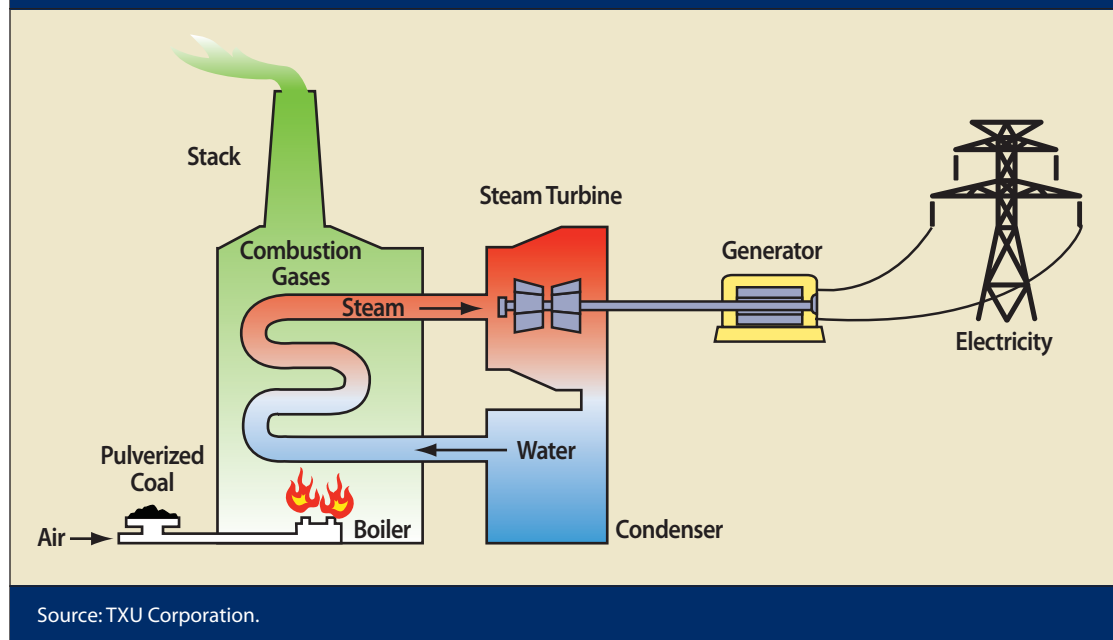 Stack
Steam Turbine
Combustion
Gases
Generator
Steam
Electricity
Pulverized
Coal
Water
Air
Boiler
Condenser
Source: TXU Corporation.